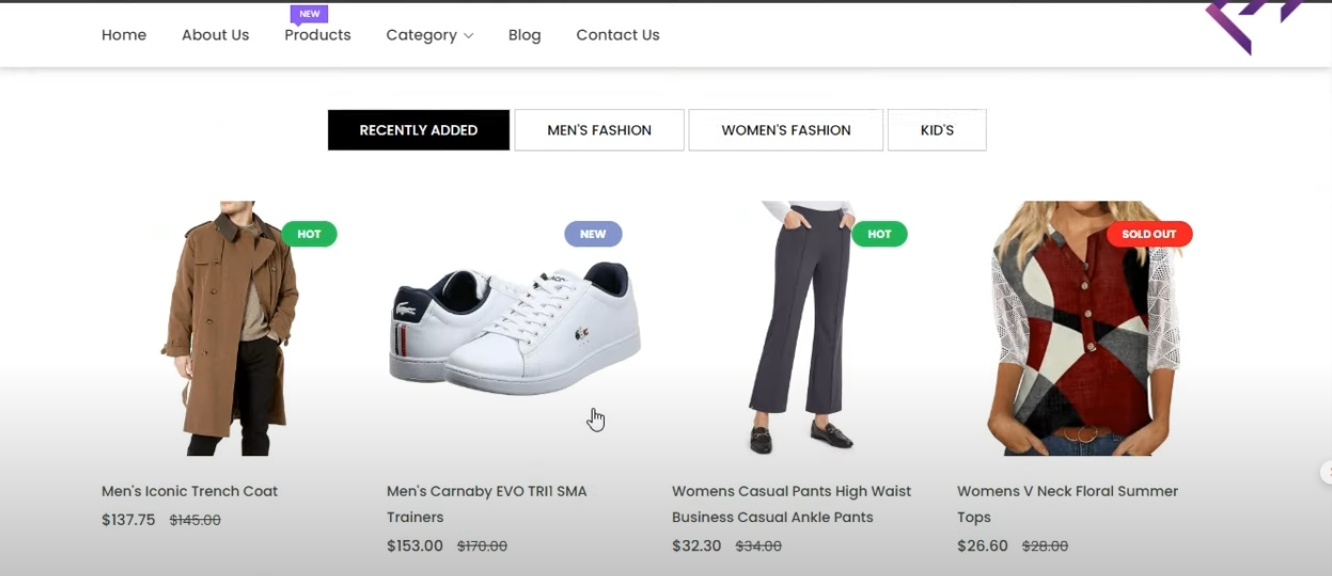 NEW
Home About Us Products Category Blog Contact Us
RECENTLY ADDED MEN'S FASHION WOMEN'S FASHION KID'S
HOT NEW HOT SOLD OUT
Men's Iconic Trench Coat
$137.75 $145.00
Men's Carnaby EVO TRI1 SMA
Trainers
$153.00 $170.00
Womens Casual Pants High Waist
Business Casual Ankle Pants
$32.30 $34.00
Womens V Neck Floral Summer
Tops
$26.60 $28.00